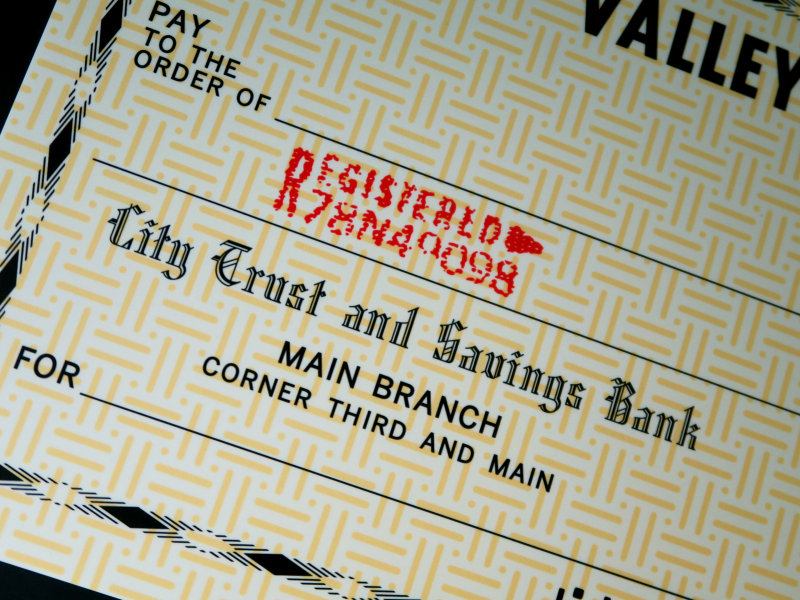 VALLEY
PAY
TO THE
ORDER OF
REGISTERED
City Trust and Savings Bank
MAIN BRANCH
CORNER THIRD AND MAIN
FOR